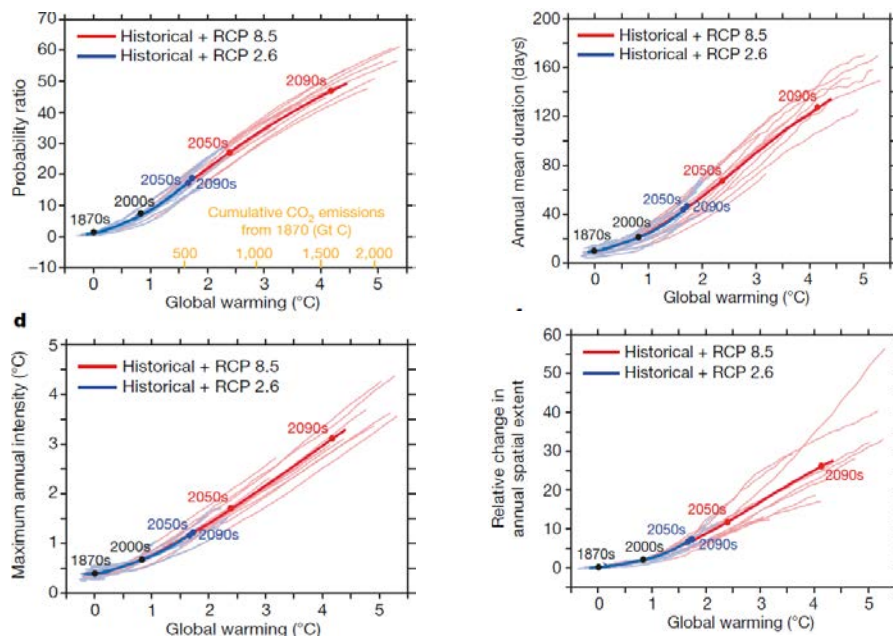 70
60
50
40
30
20
10
0
–10
Probability ratio
Historical + RCP 8.5
Historical + RCP 2.6
2090s
2050s
2050s
2090s
2000s
1870s
Cumulative CO2 emissions
from 1870 (Gt C)
500 1,000 1,500 2,000
0 1 2 3 4 5
Global warming (°C)
200
160
120
80
40
0
Annual mean duration (days)
Historical + RCP 8.5
Historical + RCP 2.6
2090s
2050s
2050s
2090s
2000s
1870s
0 1 2 3 4 5
Global warming (°C)
d
5
4
3
2
1
0
Maximum annual intensity (°C)
Historical + RCP 8.5
Historical + RCP 2.6
2090s
2050s
2050s
2090s
2000s
1870s
0 1 2 3 4 5
Global warming (°C)
60
50
40
30
20
10
0
Relative change in
annual spatial extent
Historical + RCP 8.5
Historical + RCP 2.6
2090s
2050s
2050s
2090s
2000s
1870s
0 1 2 3 4 5
Global warming (°C)